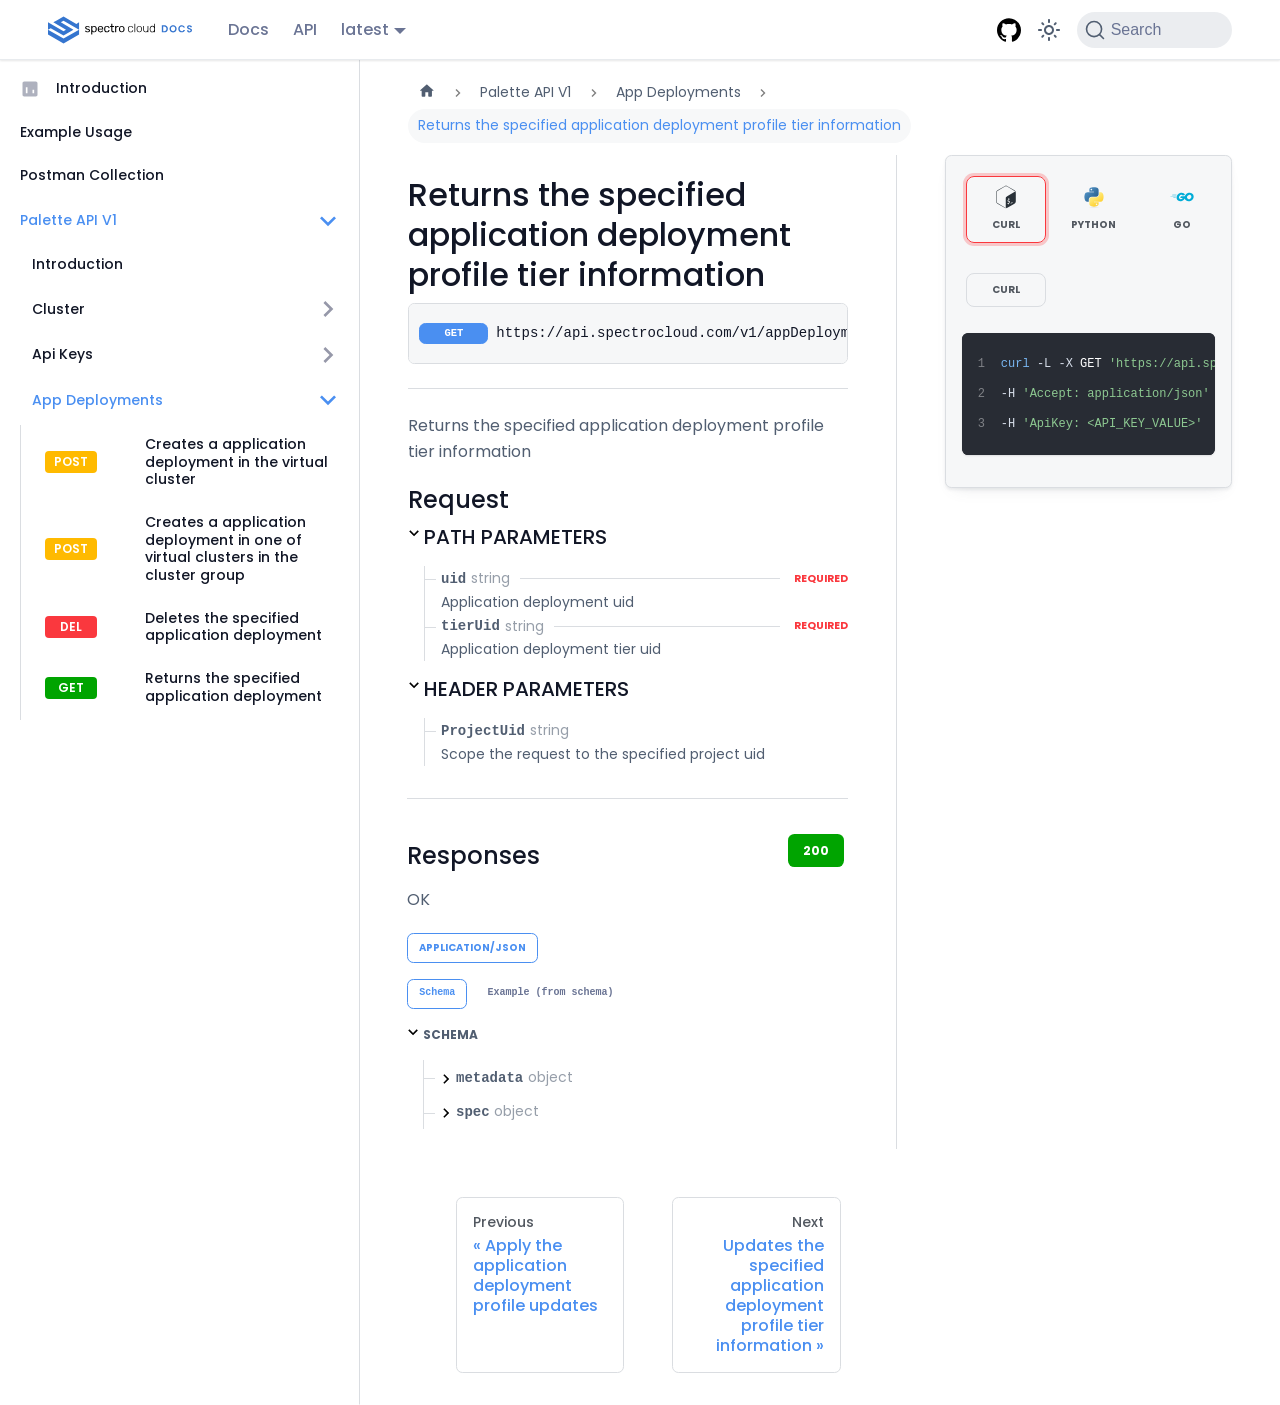 spectro cloud DOCS
Docs
API
latest
Search
Introduction
Example Usage
Postman Collection
Palette API V1
Introduction
Cluster
Api Keys
App Deployments
POST
Creates a application
deployment in the virtual
cluster
POST
Creates a application
deployment in one of
virtual clusters in the
cluster group
DEL
Deletes the specified
application deployment
GET
Returns the specified
application deployment
Palette API V1
App Deployments
Returns the specified application deployment profile tier information
Returns the specified
application deployment
profile tier information
GET
https://api.spectrocloud.com/v1/appDeploym
Returns the specified application deployment profile
tier information
Request
PATH PARAMETERS
uid string REQUIRED
Application deployment uid
tierUid string REQUIRED
Application deployment tier uid
HEADER PARAMETERS
ProjectUid string
Scope the request to the specified project uid
Responses
200
OK
APPLICATION/JSON
Schema
Example (from schema)
SCHEMA
metadata object
spec object
CURL
PYTHON
GO
GO
CURL
1 curl -L -X GET 'https://api.sp
2 -H 'Accept: application/json'
3 -H 'ApiKey: <API_KEY_VALUE>'
Previous
« Apply the
application
deployment
profile updates
Next
Updates the
specified
application
deployment
profile tier
information »